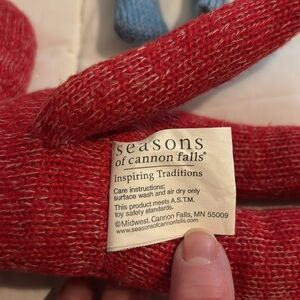 seasons
of cannon falls®
Inspiring Traditions
Care instructions:
surface wash and air dry only
This product meets A.S.T.M.
toy safety standards.
©Midwest, Cannon Falls, MN 55009
www.seasonsofcannonfalls.com